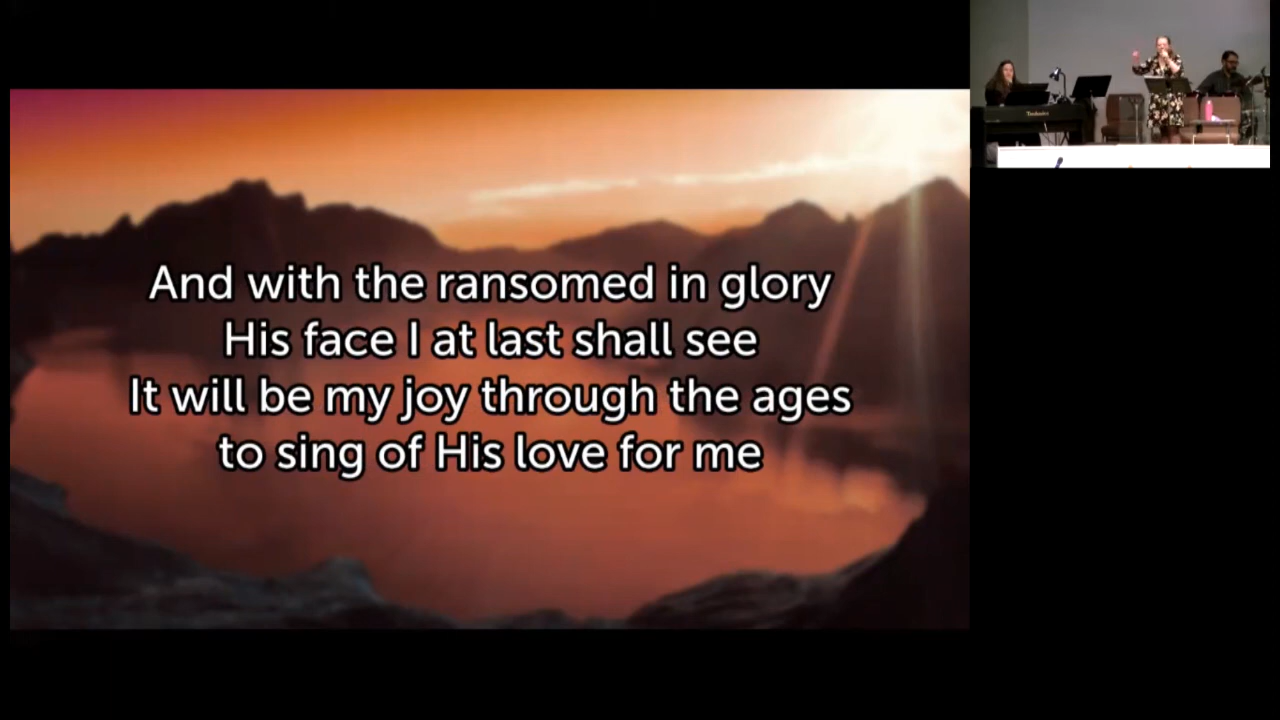 And with the ransomed in glory
His face I at last shall see
It will be my joy through the ages
to sing of His love for me
Technics